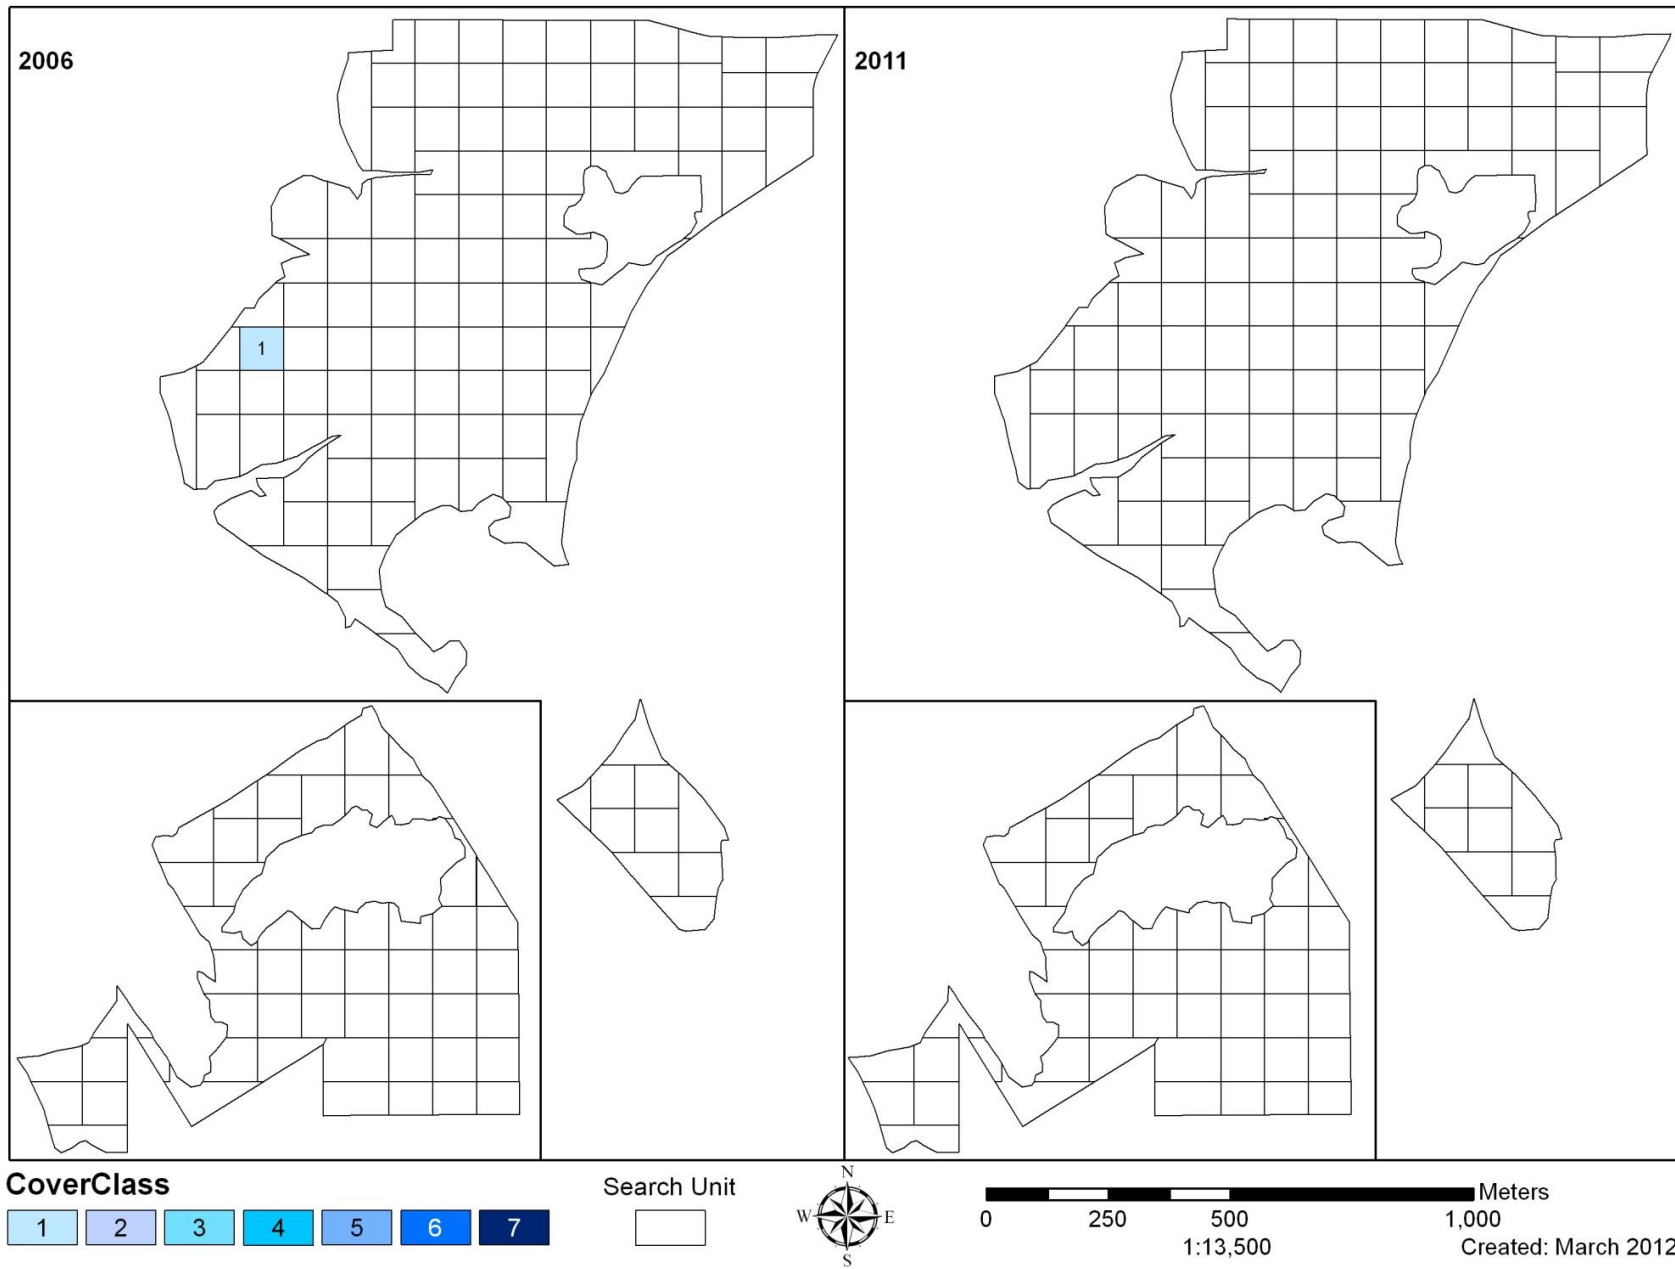 2006
2011
1
CoverClass
1 2 3 4 5 6 7
Search Unit
N
W E
S
Meters
0 250 500 1,000
1:13,500
Created: March 2012